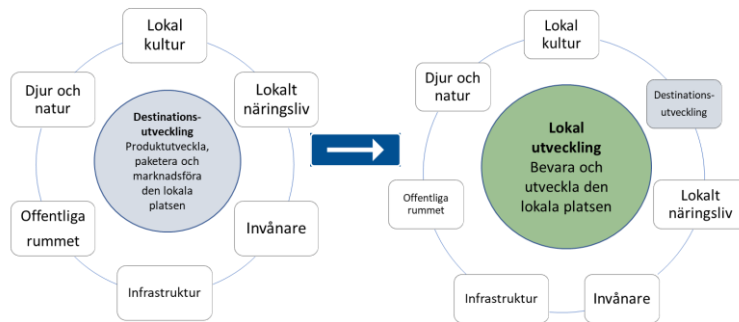 Lokal
kultur
Djur och
natur
Lokalt
näringsliv
Destinations-
utveckling
Produktutveckla,
paketera och
marknadsföra
den lokala
platsen
Offentliga
rummet
Invånare
Infrastruktur
Lokal
kultur
Djur och
natur
Destinations-
utveckling
Lokal
utveckling
Bevara och
utveckla den
lokala platsen
Offentliga
rummet
Lokalt
näringsliv
Infrastruktur
Invånare